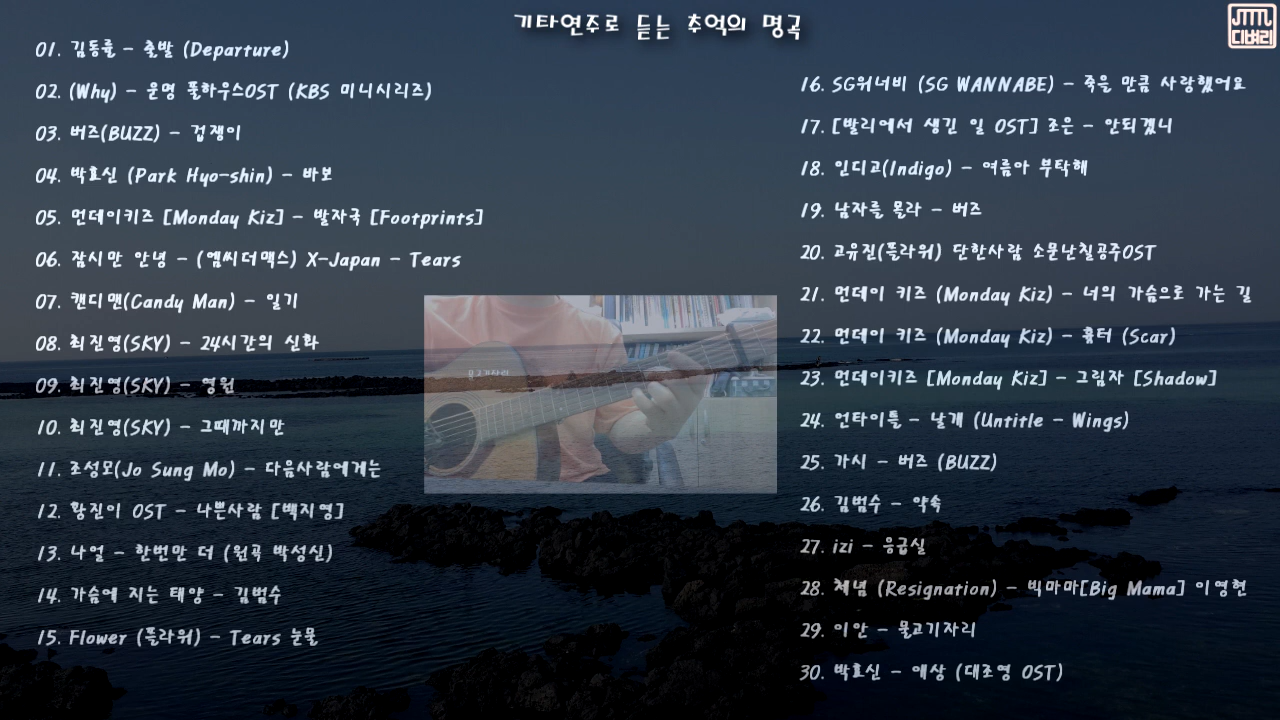 기타연주로 듣는 추억의 명곡
디벼리
01. 김동률 - 출발 (Departure)
02. (Why) - 운명 풀하우스OST (KBS 미니시리즈)
03. 버즈(BUZZ) - 겁쟁이
04. 박효신 (Park Hyo-shin) - 바보
05. 먼데이키즈 [Monday Kiz] - 발자국 [Footprints]
06. 잠시만 안녕 - (엠씨더맥스) X-Japan - Tears
07. 캔디맨(Candy Man) - 일기
08. 최진영(SKY) - 24시간의 신화
09. 최진영(SKY) - 영원
10. 최진영(SKY) - 그때까지만
11. 조성모(Jo Sung Mo) - 다음사람에게는
12. 황진이 OST - 나쁜사람 [백지영]
13. 나얼 - 한번만 더 (원곡 박성신)
14. 가슴에 지는 태양 - 김범수
15. Flower (플라워) - Tears 눈물
16. SG워너비 (SG WANNABE) - 죽을 만큼 사랑했어요
17. [발리에서 생긴 일 OST] 조은 - 안되겠니
18. 인디고(Indigo) - 여름아 부탁해
19. 남자를 몰라 - 버즈
20. 고유진(플라워) 단한사람 소문난칠공주OST
21. 먼데이 키즈 (Monday Kiz) - 너의 가슴으로 가는 길
22. 먼데이 키즈 (Monday Kiz) - 흉터 (Scar)
23. 먼데이키즈 [Monday Kiz] - 그림자 [Shadow]
24. 언타이틀 - 날개 (Untitle - Wings)
25. 가시 - 버즈 (BUZZ)
26. 김범수 - 약속
27. izi - 응급실
28. 체념 (Resignation) - 빅마마[Big Mama] 이영현
29. 이안 - 물고기자리
30. 박효신 - 애상 (대조영 OST)
물고기자리